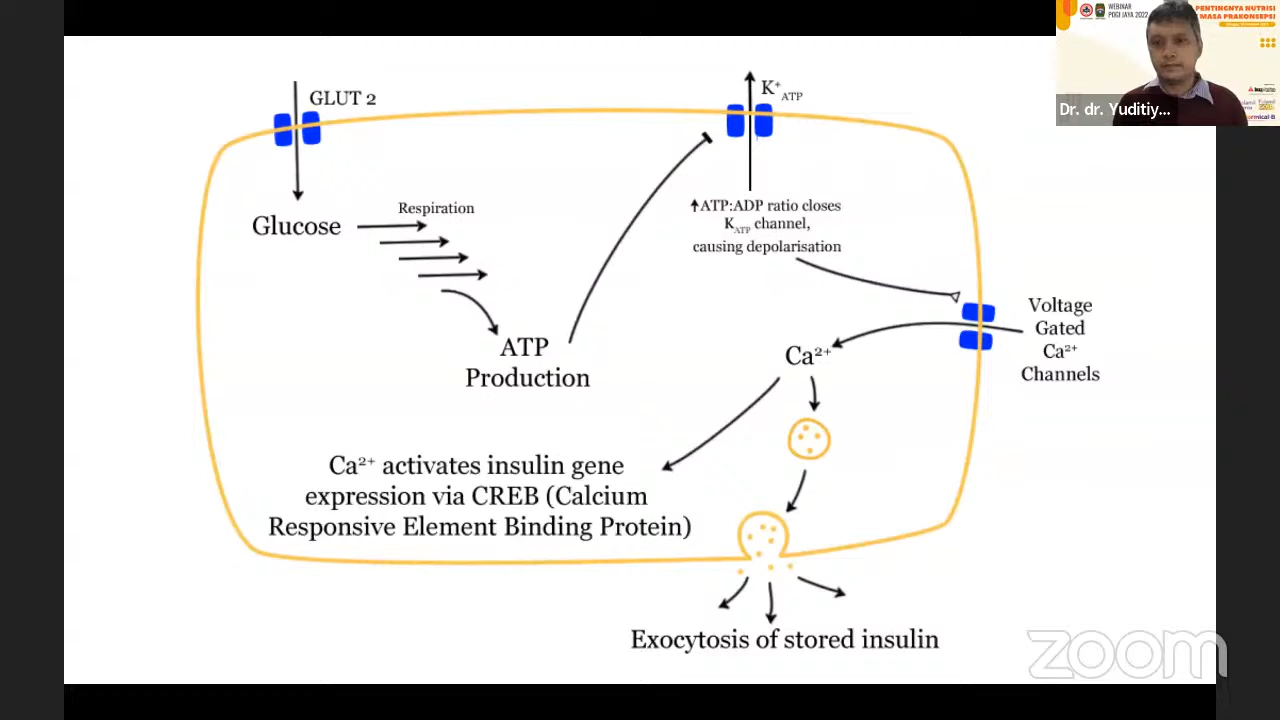 GLUT 2
K⁺ATP
Glucose
Respiration
ATP
Production
↑ATP:ADP ratio closes
KATP channel,
causing depolarisation
Voltage
Gated
Ca²⁺
Channels
Ca²⁺
Ca²⁺ activates insulin gene
expression via CREB (Calcium
Responsive Element Binding Protein)
Exocytosis of stored insulin
WEBINAR
POGI JAYA 2022
PENTINGNYA NUTRISI
MASA PRAKONSEPSI
Dr. dr. Yuditiy...
zoom